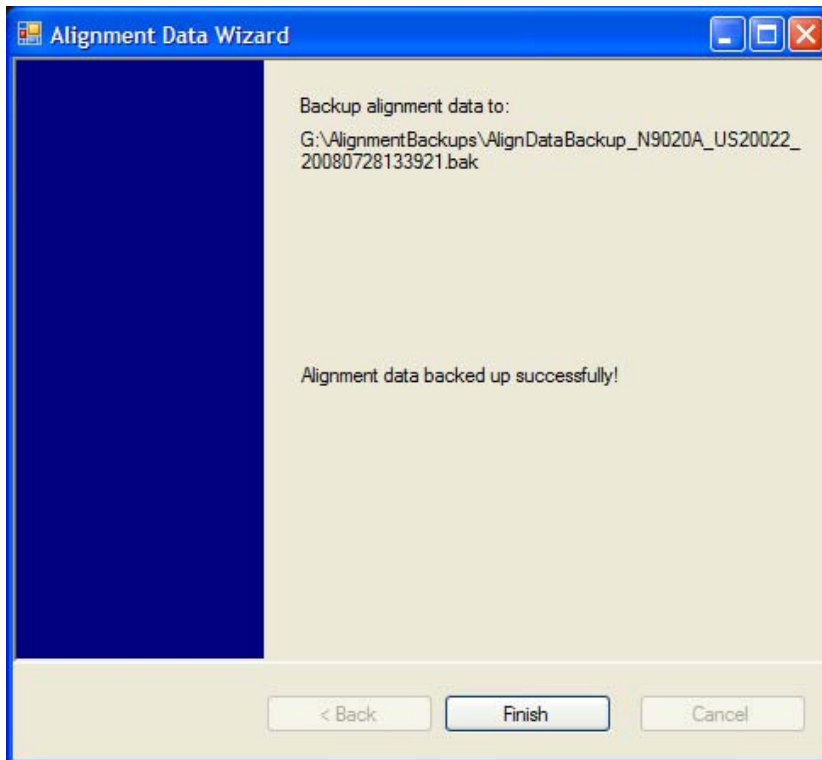 Alignment Data Wizard
Backup alignment data to:
G:\AlignmentBackups\AlignDataBackup_N9020A_US20022_
20080728133921.bak
Alignment data backed up successfully!
< Back
Finish
Cancel